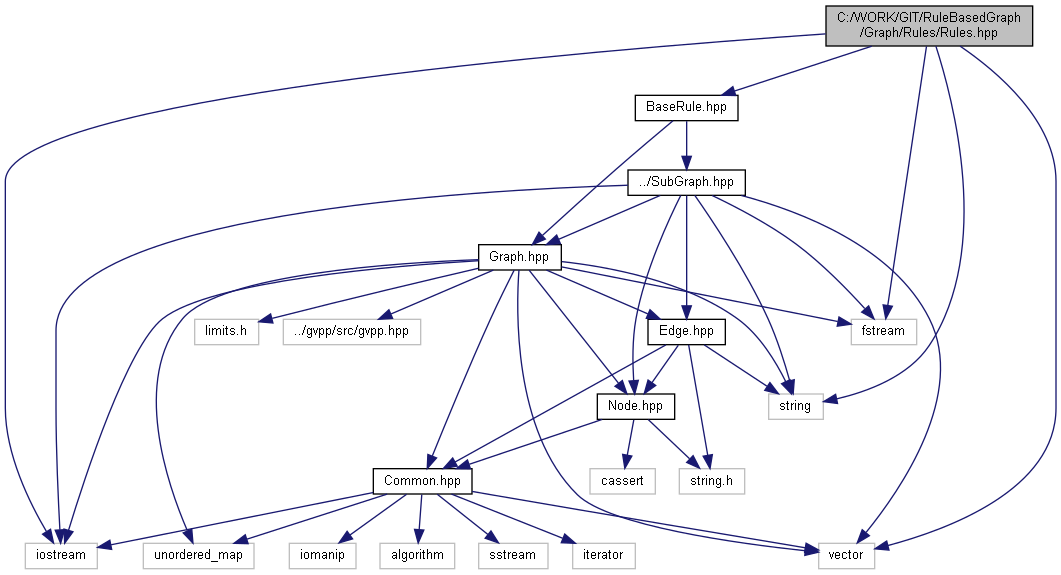 C:/WORK/GIT/RuleBasedGraph
/Graph/Rules/Rules.hpp
BaseRule.hpp
../SubGraph.hpp
Graph.hpp
limits.h
../gvpp/src/gvpp.hpp
Edge.hpp
fstream
Node.hpp
string
Common.hpp
cassert
string.h
iostream
unordered_map
iomanip
algorithm
sstream
iterator
vector